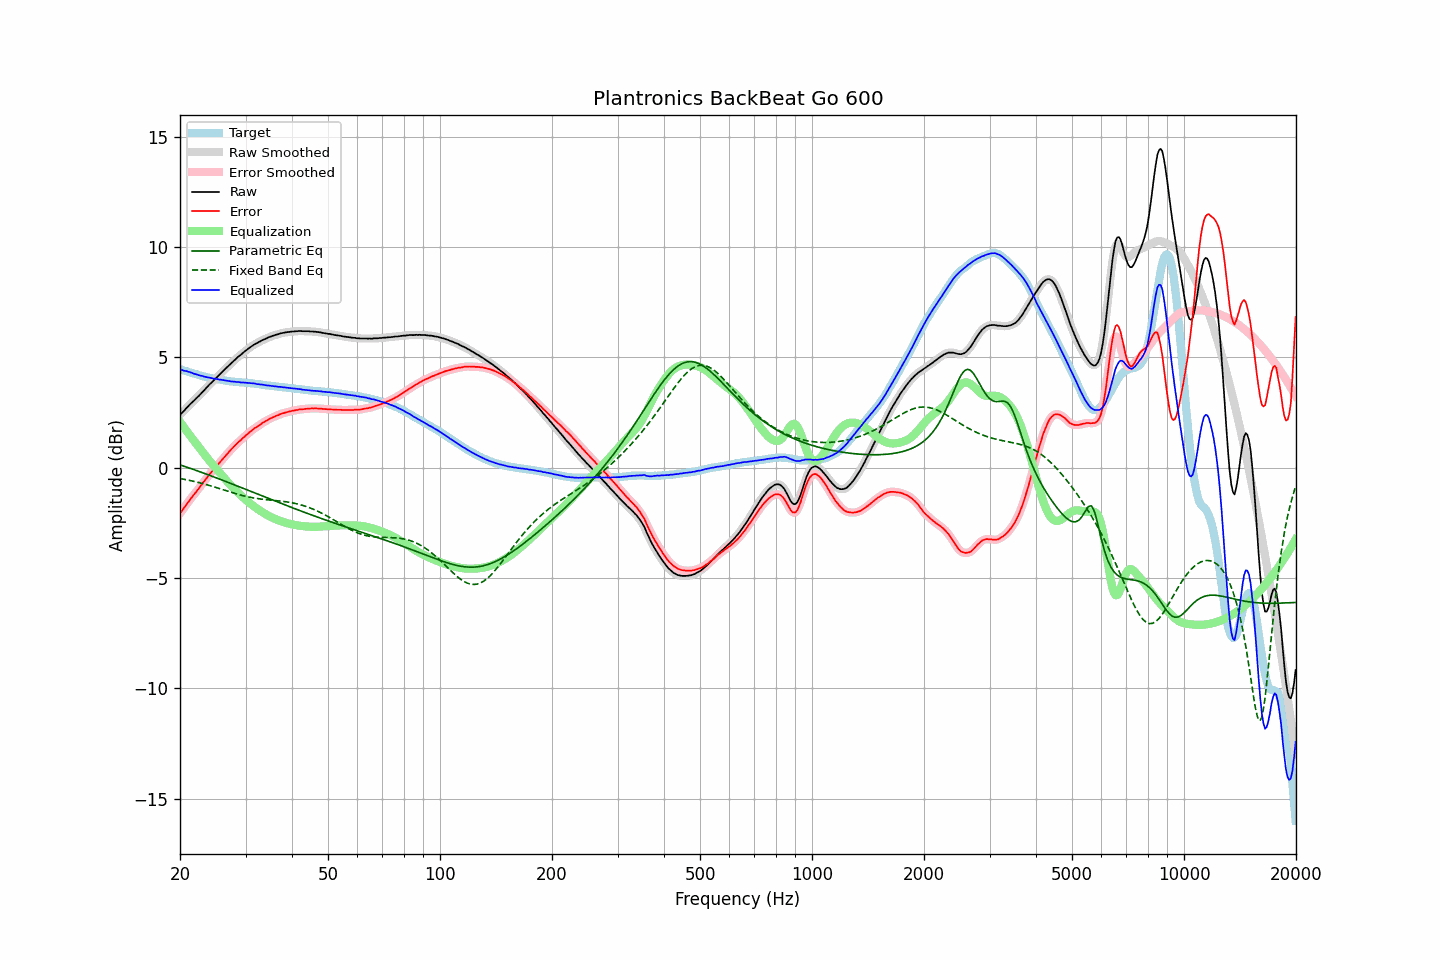 Plantronics BackBeat Go 600
Target
Raw Smoothed
Error Smoothed
Raw
Error
Equalization
Parametric Eq
Fixed Band Eq
Equalized
Amplitude (dBr)
15
10
5
0
−5
−10
−15
20 50 100 200 500 1000 2000 5000 10000 20000
Frequency (Hz)